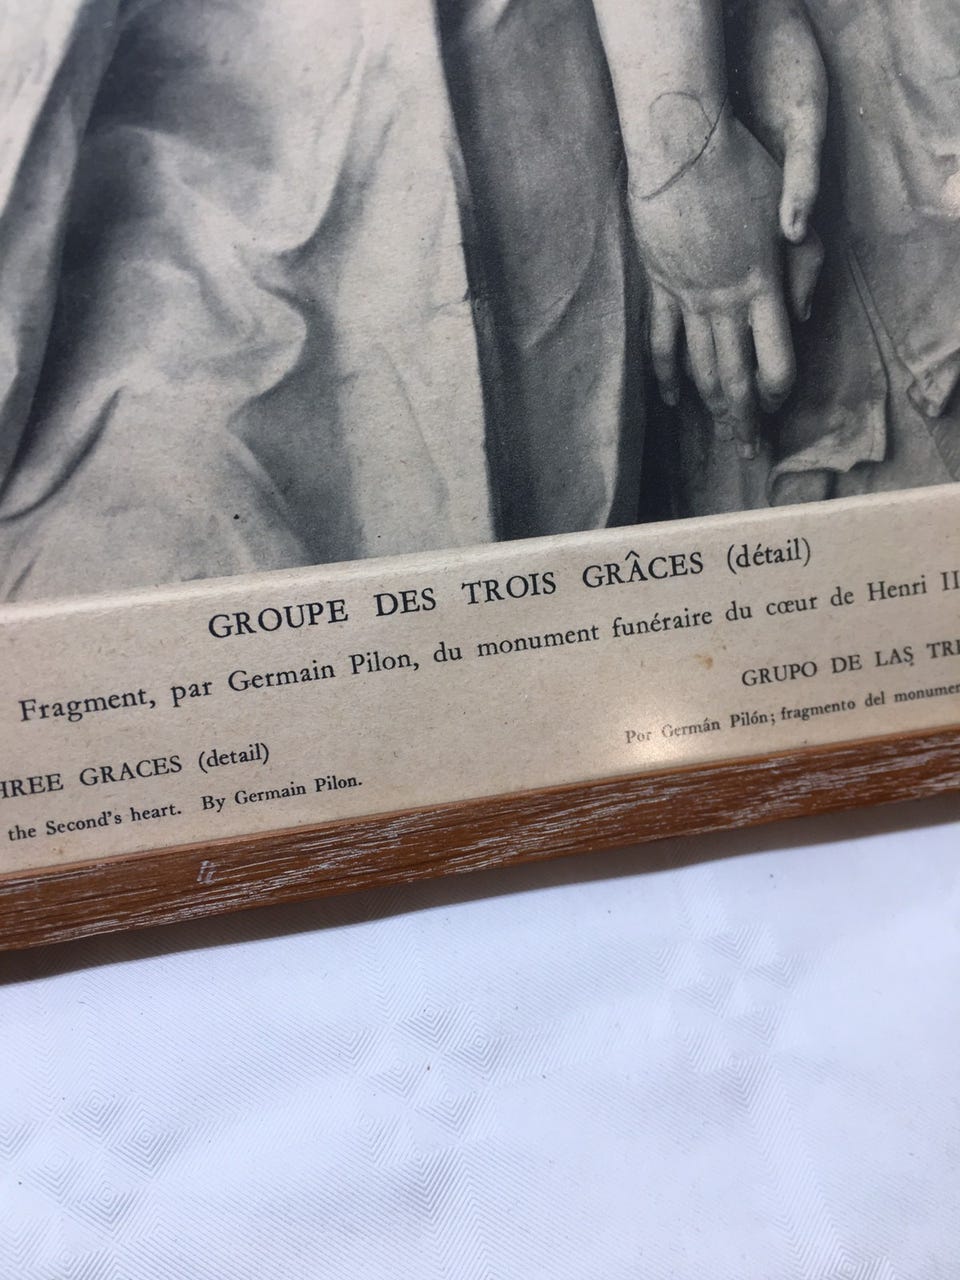 GROUPE DES TROIS GRÂCES (détail)
Fragment, par Germain Pilon, du monument funéraire du cœur de Henri II
HREE GRACES (detail)
the Second's heart. By Germain Pilon.
GRUPO DE LAS TRE
Por Germán Pilón; fragmento del monumen